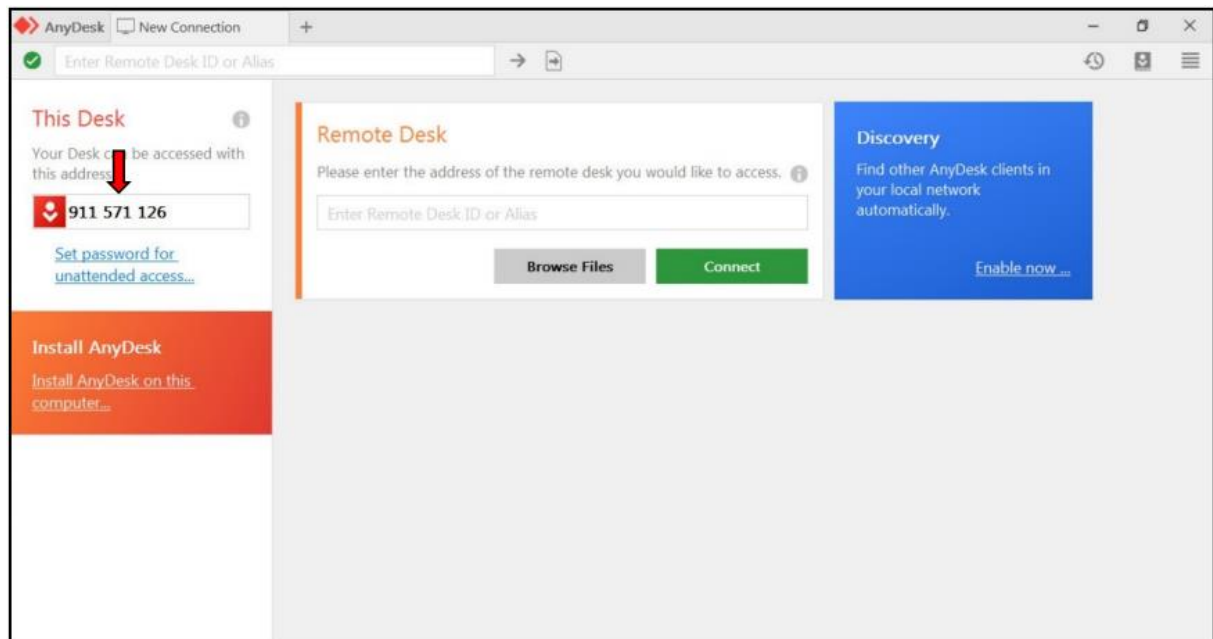 AnyDesk New Connection
Enter Remote Desk ID or Alias
This Desk
Your Desk can be accessed with
this address
911 571 126
Set password for
unattended access...
Install AnyDesk
Install AnyDesk on this
computer...
Remote Desk
Please enter the address of the remote desk you would like to access.
Enter Remote Desk ID or Alias
Browse Files
Connect
Discovery
Find other AnyDesk clients in
your local network
automatically.
Enable now ...